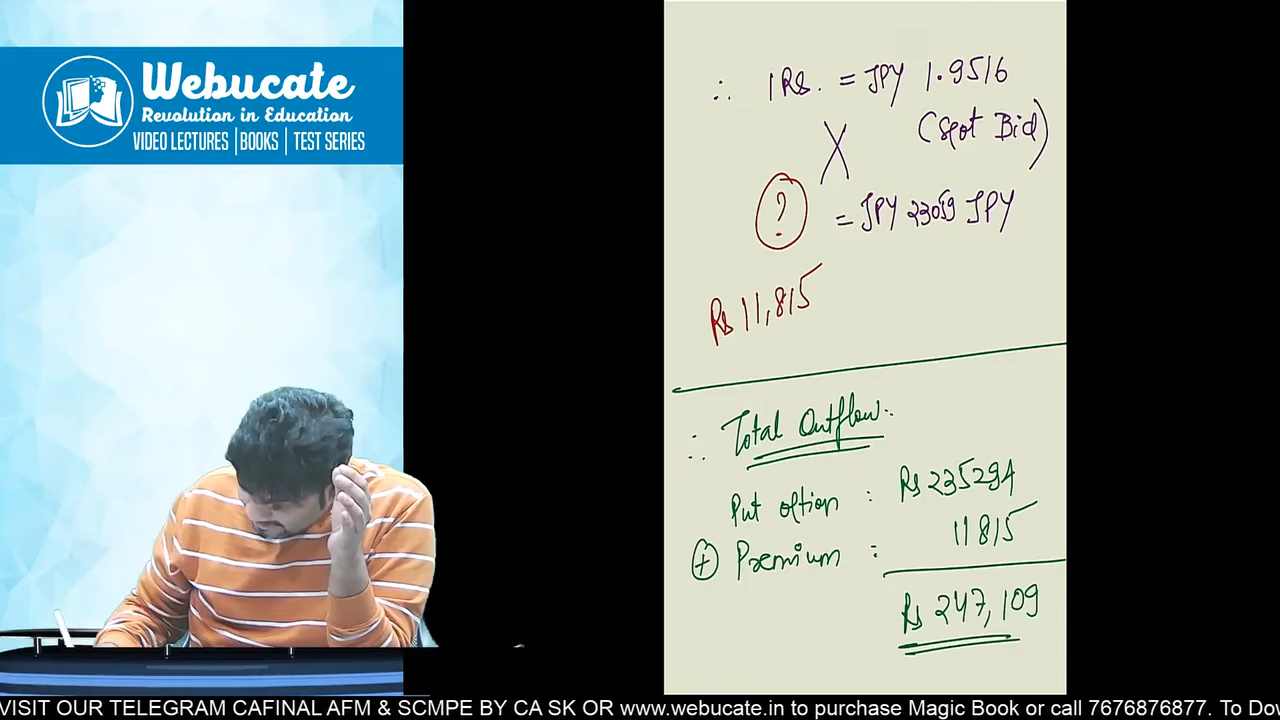 Webucate
Revolution in Education
VIDEO LECTURES | BOOKS | TEST SERIES
∴ 1 Rs. = JPY 1.9516
(Spot Bid)
?  = JPY 23059 JPY
Rs 11,815
∴ Total Outflow:
Put option : Rs 235294
+ Premium : 11815
Rs 247,109
VISIT OUR TELEGRAM CAFINAL AFM & SCMPE BY CA SK OR www.webucate.in to purchase Magic Book or call 7676876877. To Dow